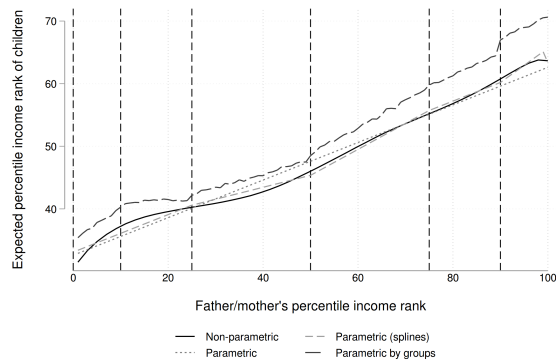 Expected percentile income rank of children
70
60
50
40
0
20
40
60
80
100
Father/mother's percentile income rank
Non-parametric
Parametric (splines)
Parametric
Parametric by groups